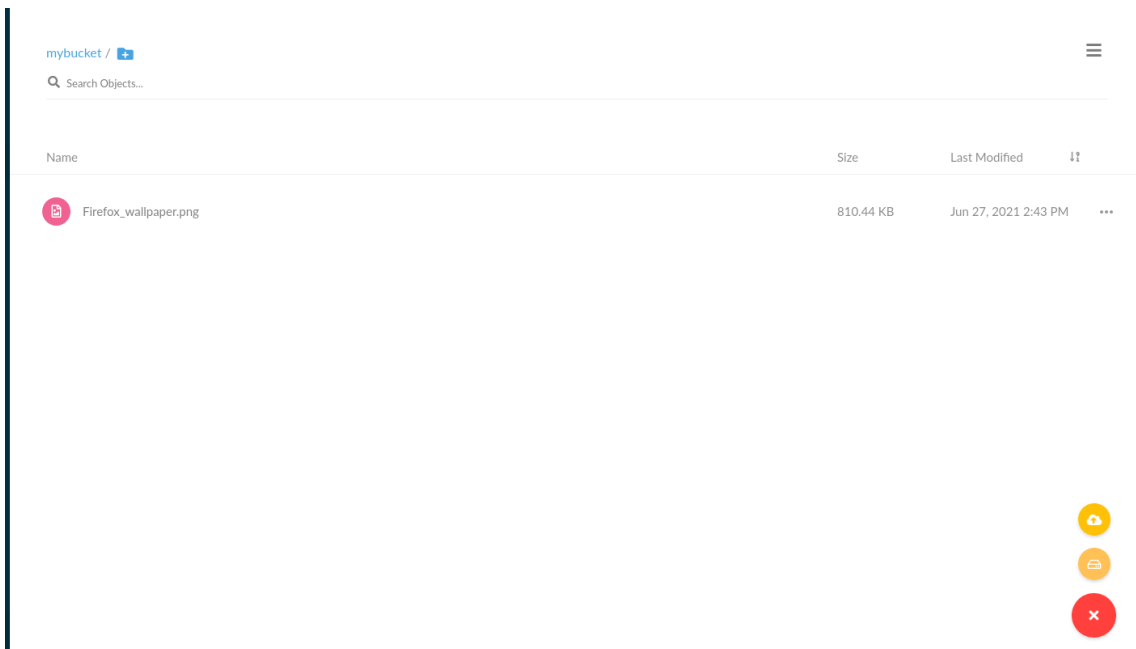 mybucket /
Search Objects...
Name Size Last Modified
Firefox_wallpaper.png 810.44 KB Jun 27, 2021 2:43 PM